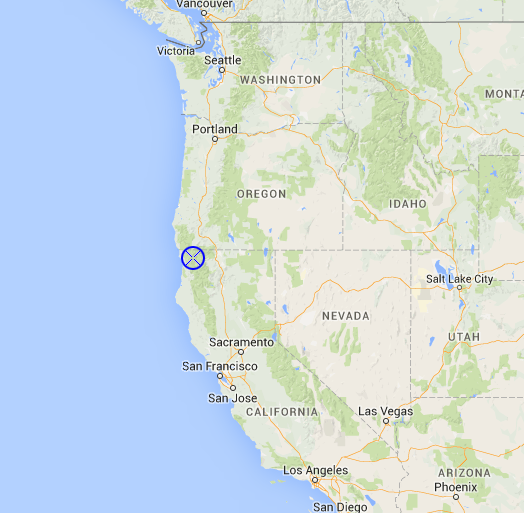 Vancouver
Victoria
Seattle
WASHINGTON
MONTA
Portland
OREGON
IDAHO
Salt Lake City
NEVADA
UTAH
Sacramento
San Francisco
San Jose
CALIFORNIA
Las Vegas
Los Angeles
ARIZONA
Phoenix
San Diego